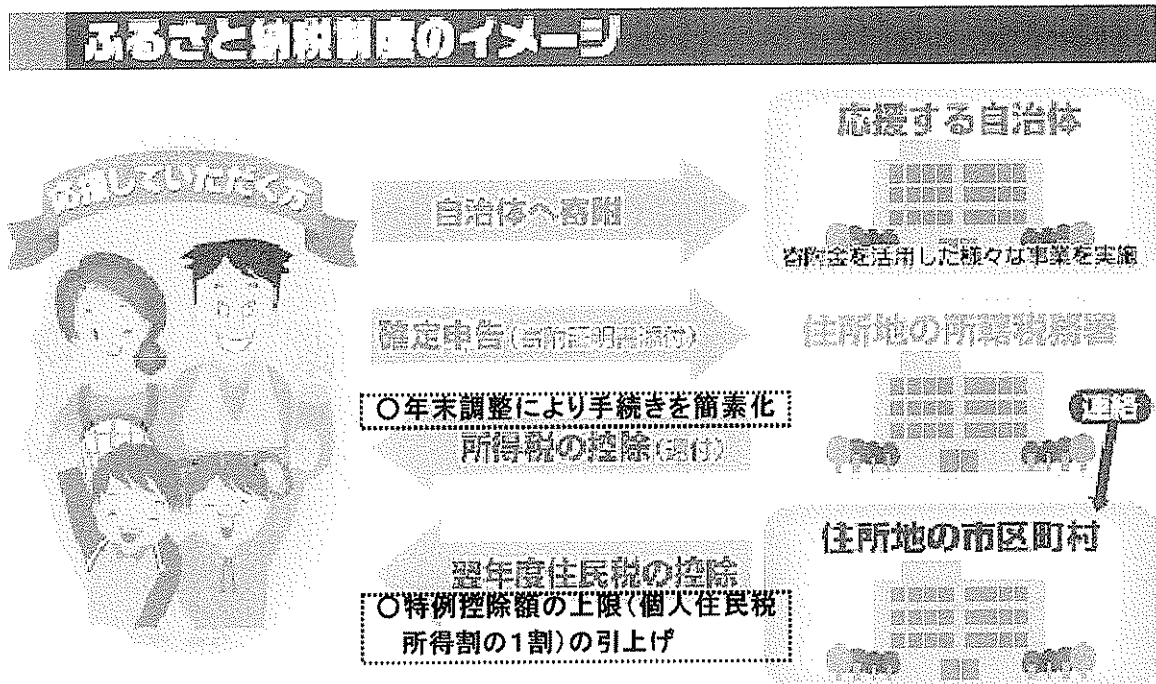 ふるさと納税制度のイメージ
応援していただく方
自治体へ寄附
応援する自治体
寄附金を活用した様々な事業を実施
確定申告(寄附証明書添付)
住所地の所轄税務署
○年末調整により手続きを簡素化
所得税の控除(還付)
連絡
住所地の市区町村
翌年度住民税の控除
○特例控除額の上限(個人住民税
所得割の1割)の引上げ